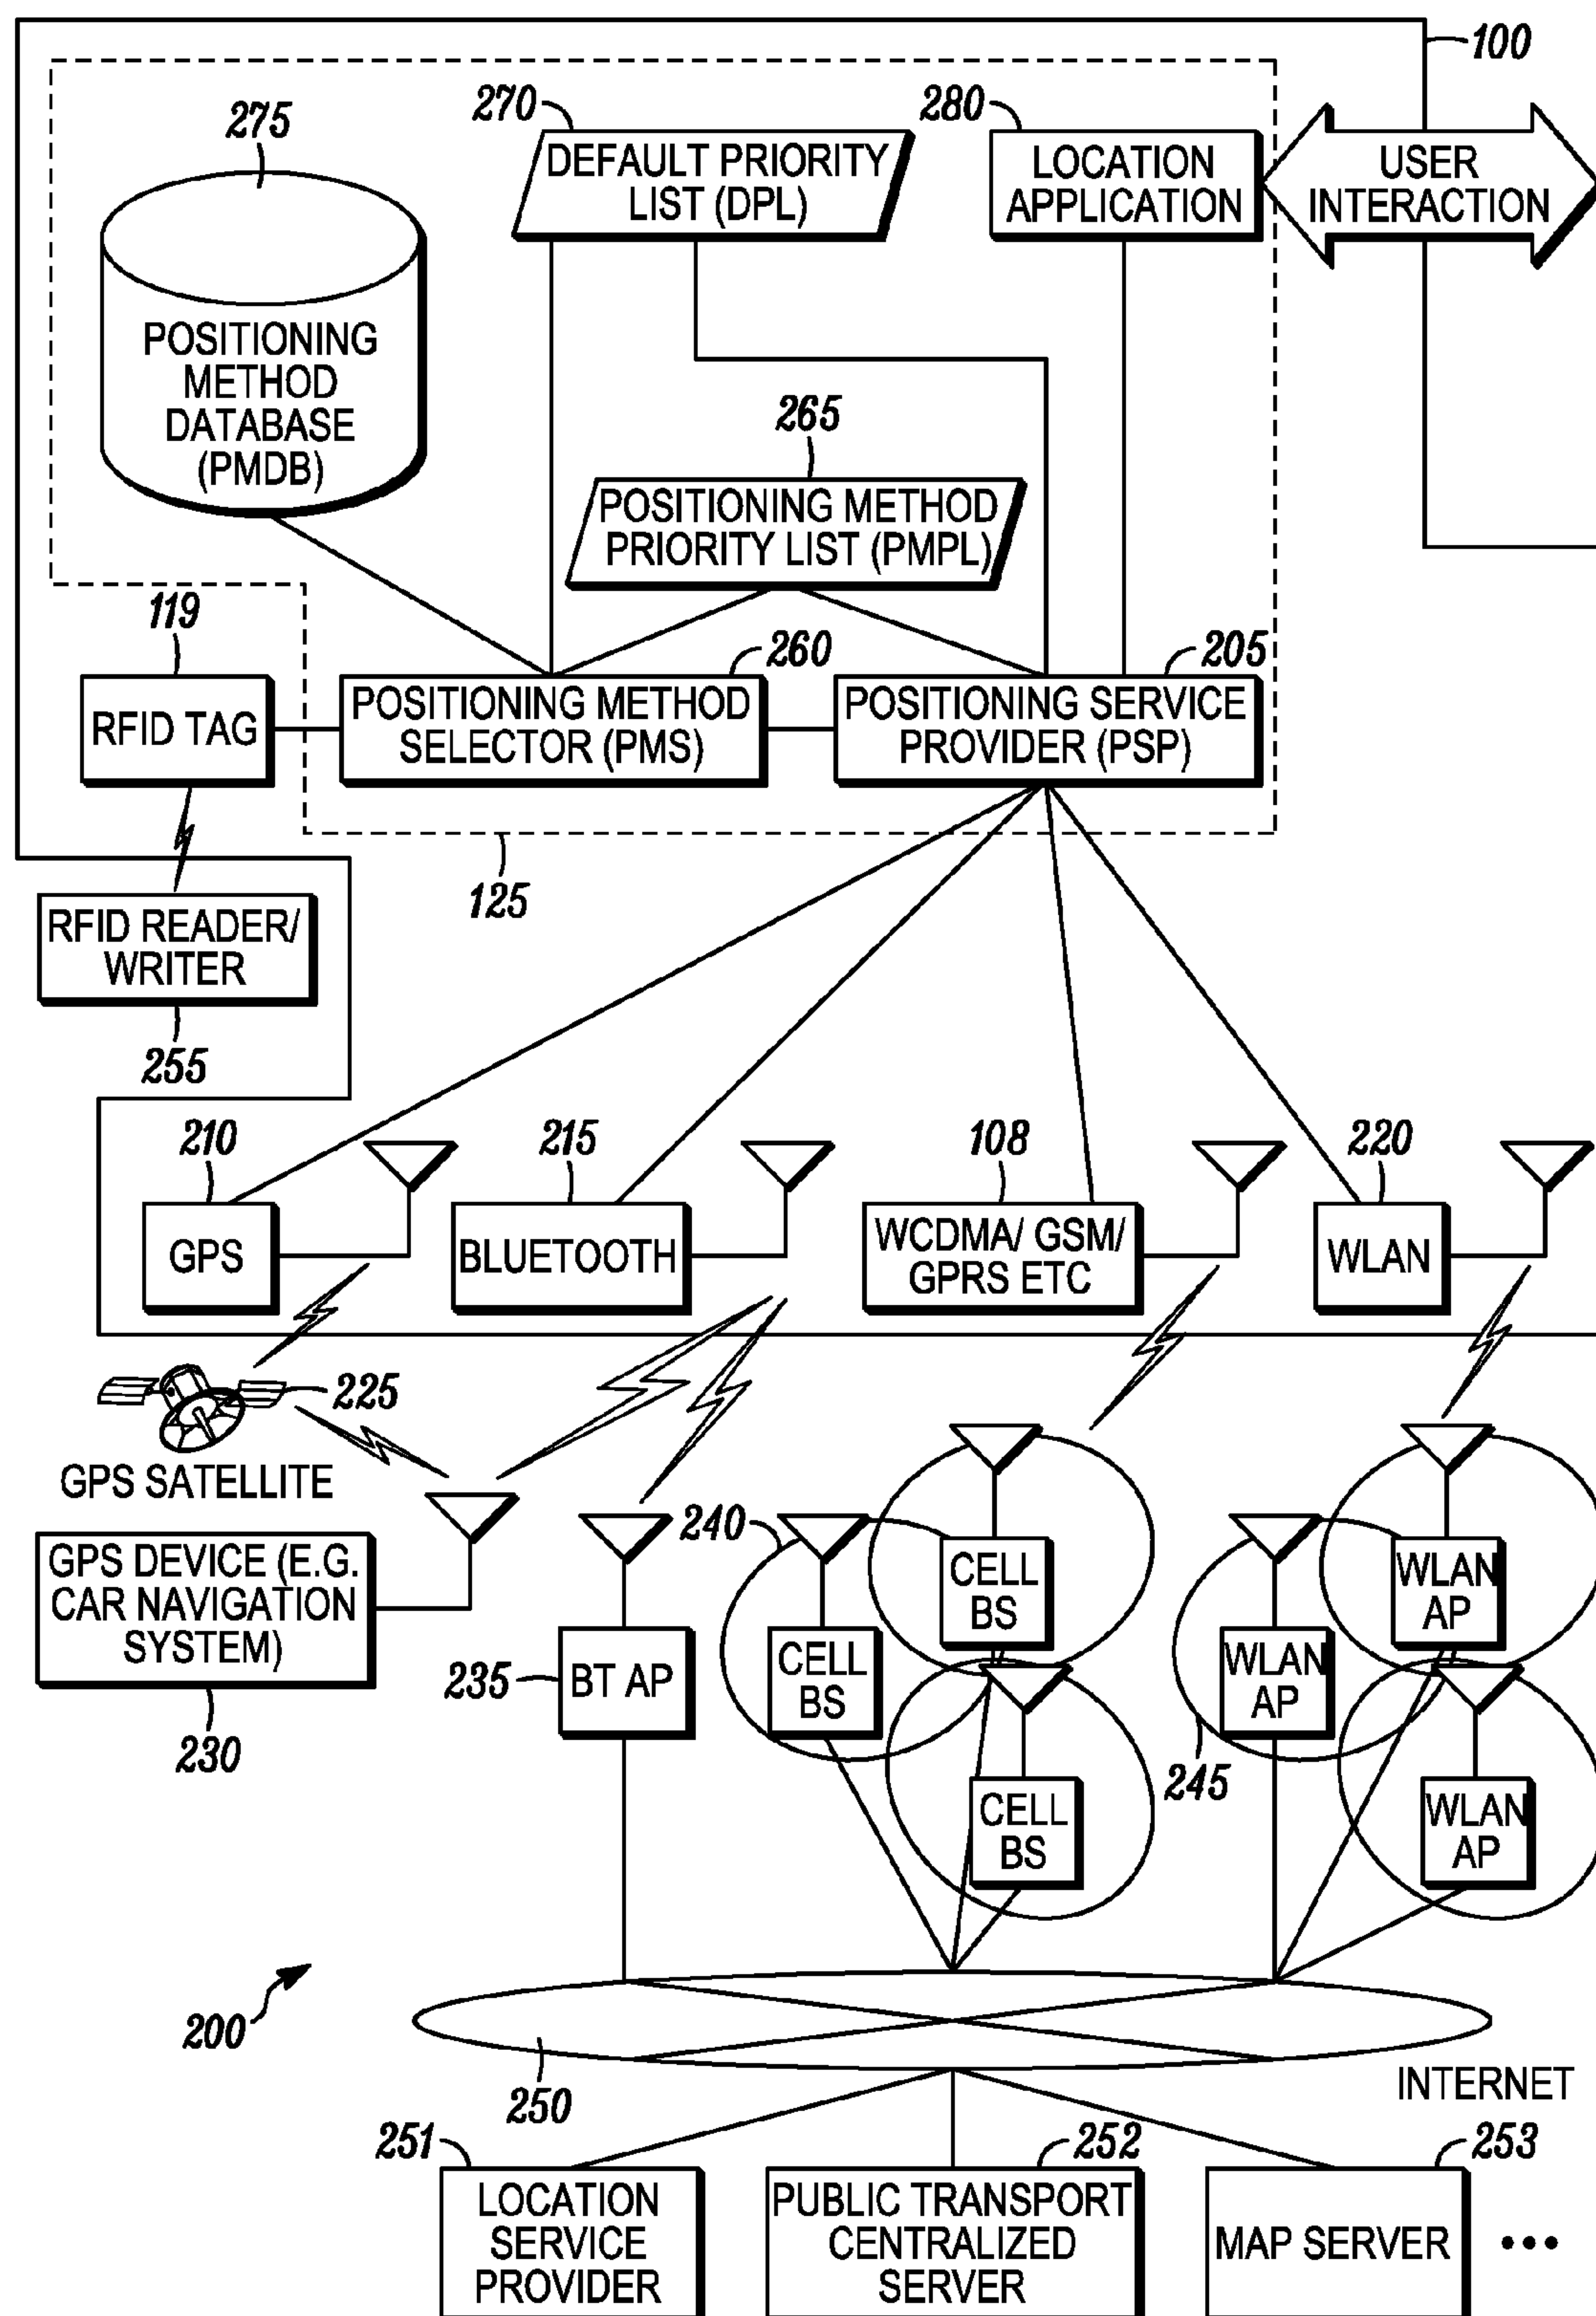 100
270
280
275
DEFAULT PRIORITY
LIST (DPL)
LOCATION
APPLICATION
USER
INTERACTION
POSITIONING
METHOD
DATABASE
(PMDB)
265
POSITIONING METHOD
PRIORITY LIST (PMPL)
119
260
205
RFID TAG
POSITIONING METHOD
SELECTOR (PMS)
POSITIONING SERVICE
PROVIDER (PSP)
125
RFID READER/
WRITER
255
210
215
108
220
GPS
BLUETOOTH
WCDMA/ GSM/
GPRS ETC
WLAN
225
GPS SATELLITE
240
GPS DEVICE (E.G.
CAR NAVIGATION
SYSTEM)
230
235
BT AP
CELL
BS
CELL
BS
CELL
BS
WLAN
AP
WLAN
AP
245
WLAN
AP
200
250
INTERNET
251
252
253
LOCATION
SERVICE
PROVIDER
PUBLIC TRANSPORT
CENTRALIZED
SERVER
MAP SERVER
•••